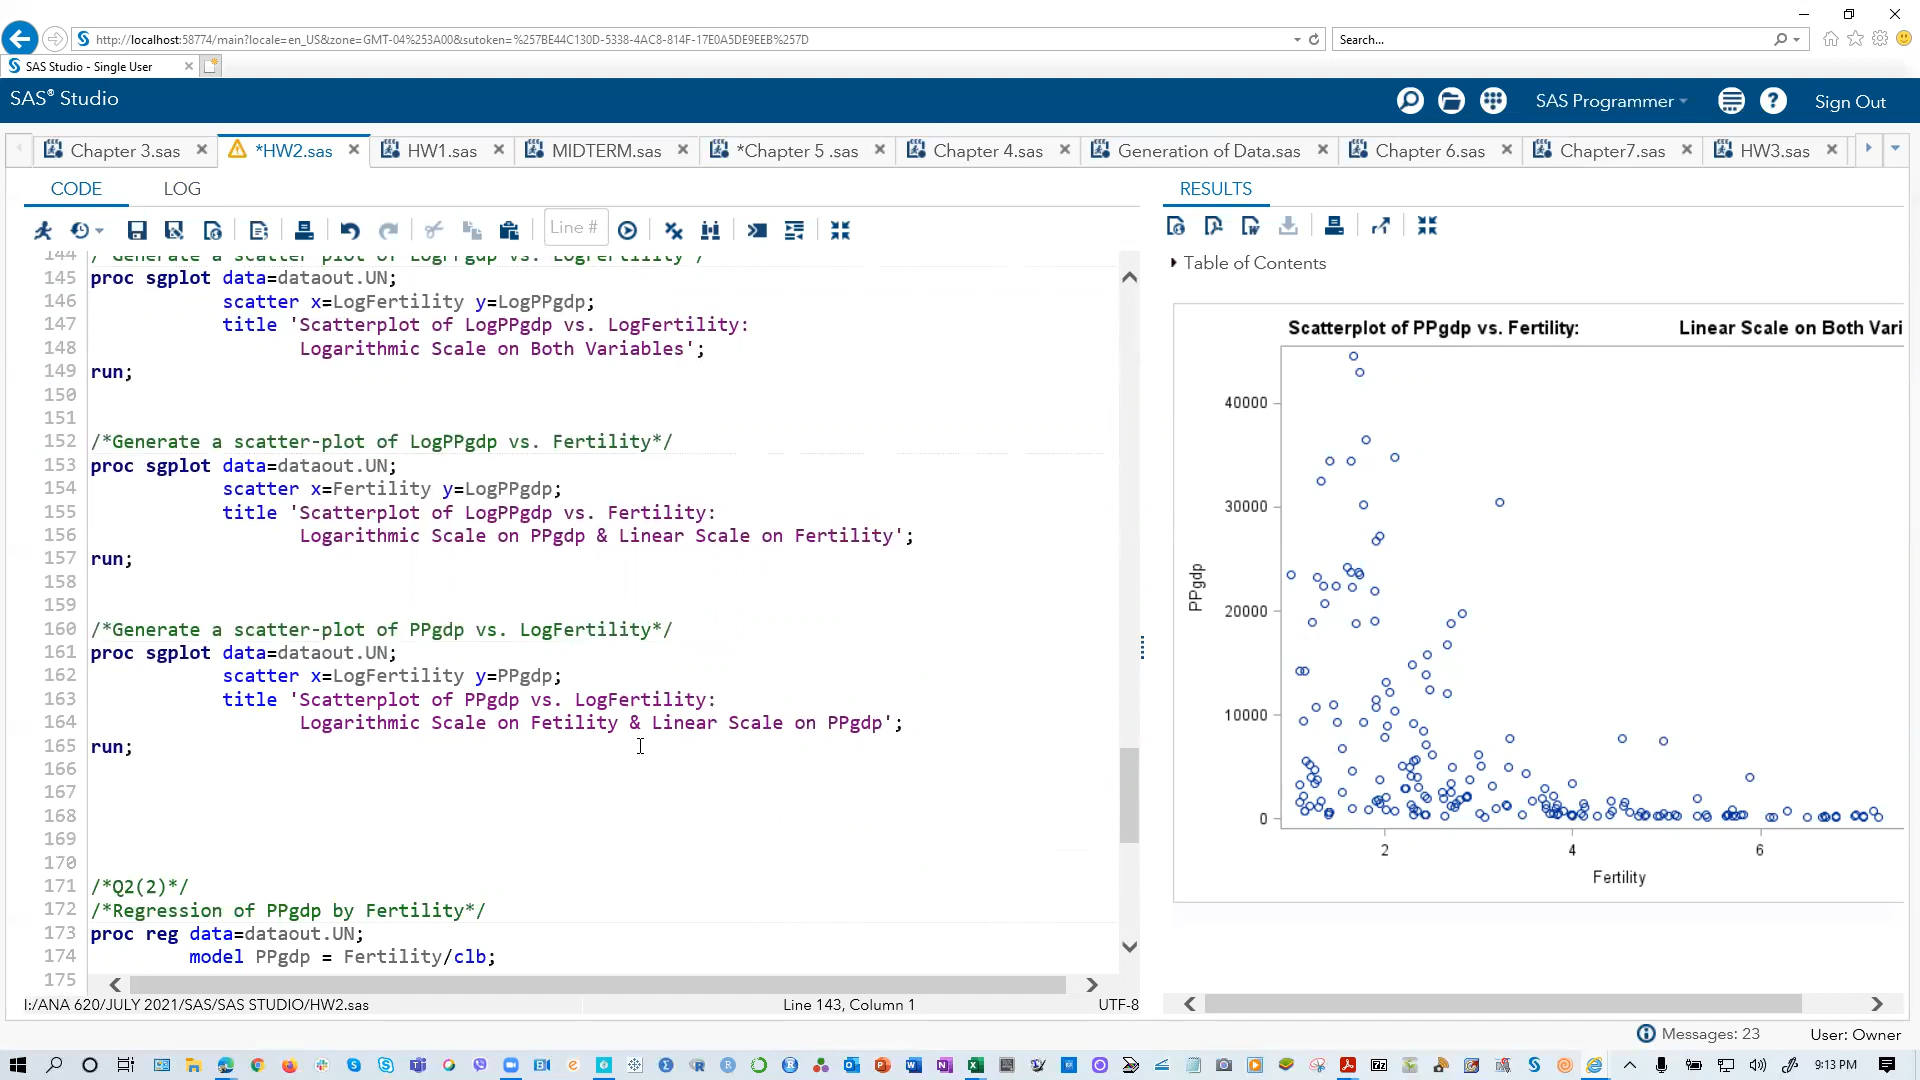 http://localhost:58774/main?locale=en_US&zone=GMT-04%253A00&sutoken=%257BE44C130D-5338-4AC8-814F-17E0A5DE9EEB%257D
Search...
SAS Studio - Single User
SAS® Studio
SAS Programmer
Sign Out
Chapter 3.sas
*HW2.sas
HW1.sas
MIDTERM.sas
*Chapter 5 .sas
Chapter 4.sas
Generation of Data.sas
Chapter 6.sas
Chapter7.sas
HW3.sas
CODE
LOG
Line #
144 /*Generate a scatter-plot of LogPPgdp vs. LogFertility*/
145 proc sgplot data=dataout.UN;
146 scatter x=LogFertility y=LogPPgdp;
147 title 'Scatterplot of LogPPgdp vs. LogFertility:
148 Logarithmic Scale on Both Variables';
149 run;
150
151
152 /*Generate a scatter-plot of LogPPgdp vs. Fertility*/
153 proc sgplot data=dataout.UN;
154 scatter x=Fertility y=LogPPgdp;
155 title 'Scatterplot of LogPPgdp vs. Fertility:
156 Logarithmic Scale on PPgdp & Linear Scale on Fertility';
157 run;
158
159
160 /*Generate a scatter-plot of PPgdp vs. LogFertility*/
161 proc sgplot data=dataout.UN;
162 scatter x=LogFertility y=PPgdp;
163 title 'Scatterplot of PPgdp vs. LogFertility:
164 Logarithmic Scale on Fetility & Linear Scale on PPgdp';
165 run;
166
167
168
169
170
171 /*Q2(2)*/
172 /*Regression of PPgdp by Fertility*/
173 proc reg data=dataout.UN;
174 model PPgdp = Fertility/clb;
175
I:/ANA 620/JULY 2021/SAS/SAS STUDIO/HW2.sas
Line 143, Column 1
UTF-8
RESULTS
Table of Contents
Scatterplot of PPgdp vs. Fertility: Linear Scale on Both Vari
PPgdp
40000
30000
20000
10000
0
2
4
6
Fertility
Messages: 23
User: Owner
9:13 PM